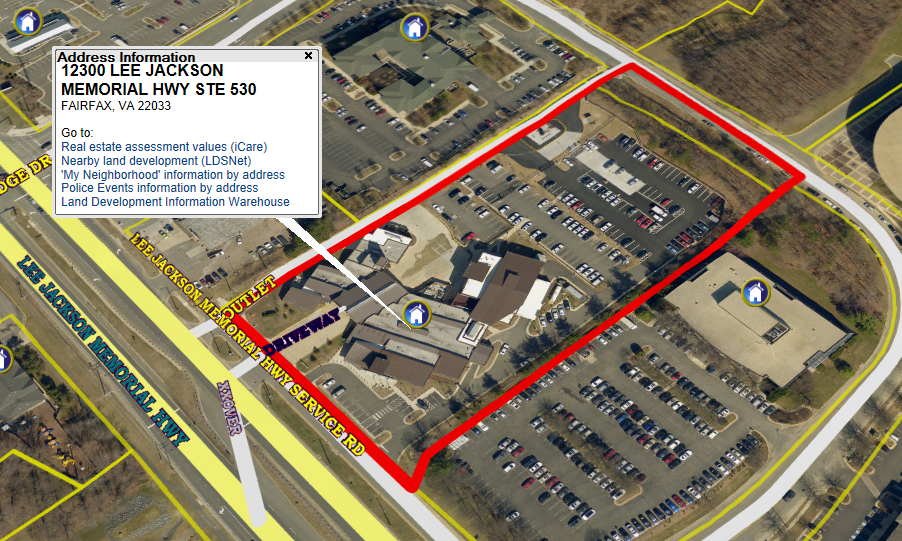 Address Information
12300 LEE JACKSON
MEMORIAL HWY STE 530
FAIRFAX, VA 22033
Go to:
Real estate assessment values (iCare)
Nearby land development (LDSNet)
'My Neighborhood' information by address
Police Events information by address
Land Development Information Warehouse
DGE DR
LEE JACKSON MEMORIAL HWY SERVICE RD
OUTLET
DRIVEWAY
LEE JACKSON MEMORIAL HWY
XXOVER